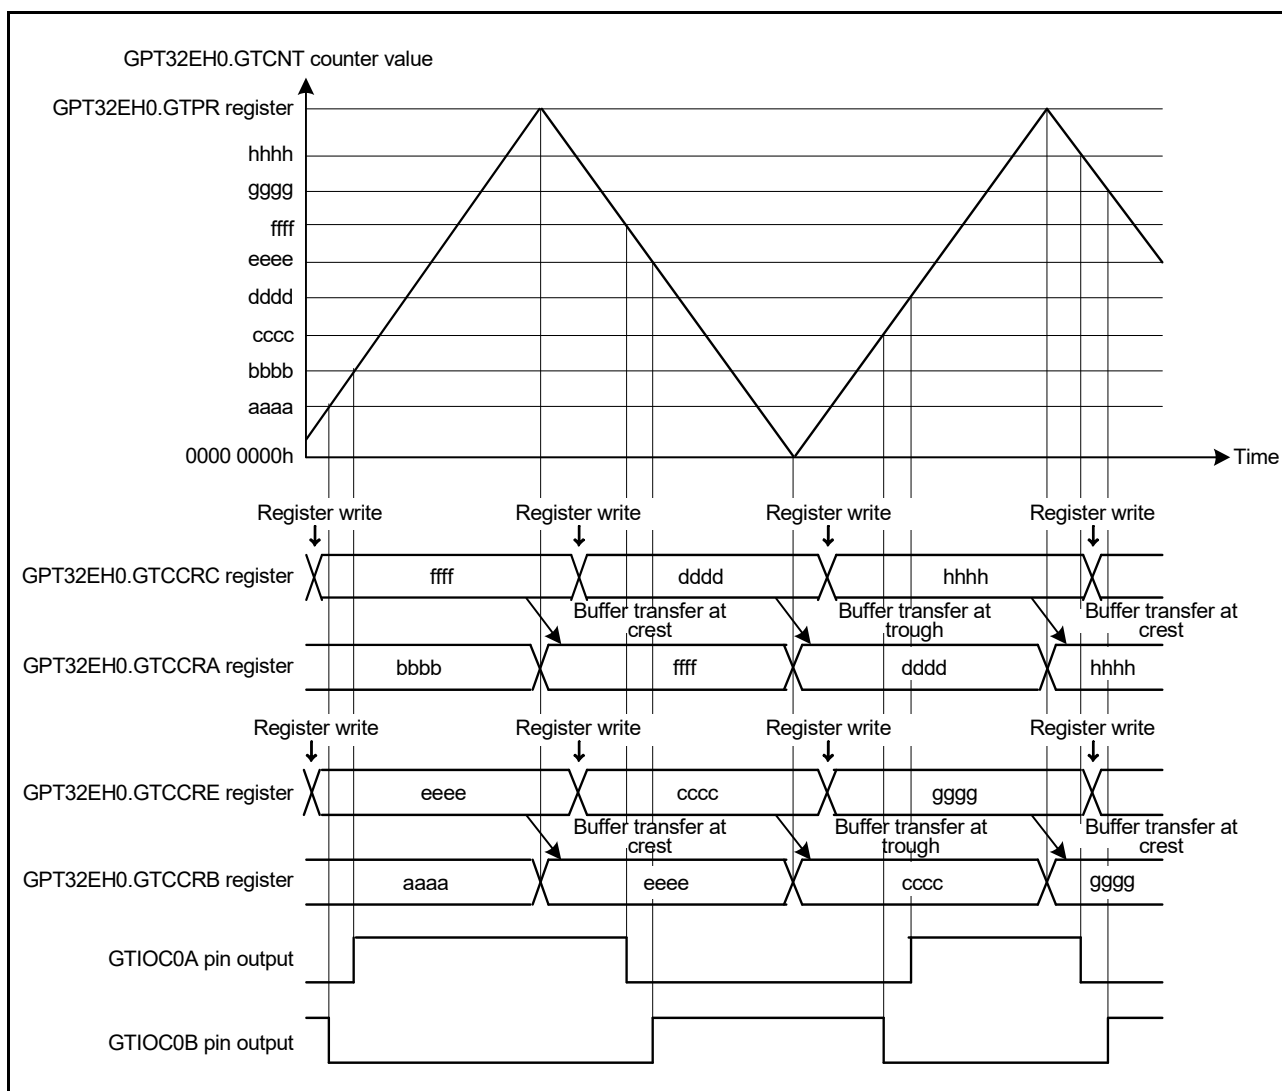 GPT32EH0.GTCNT counter value
GPT32EH0.GTPR register
hhhh
gggg
ffff
eeee
dddd
cccc
bbbb
aaaa
0000 0000h
Time
Register write Register write Register write Register write
GPT32EH0.GTCCRC register ffff dddd hhhh
Buffer transfer at Buffer transfer at Buffer transfer at
crest trough crest
GPT32EH0.GTCCRA register bbbb ffff dddd hhhh
Register write Register write Register write Register write
GPT32EH0.GTCCRE register eeee cccc gggg
Buffer transfer at Buffer transfer at Buffer transfer at
crest trough crest
GPT32EH0.GTCCRB register aaaa eeee cccc gggg
GTIOC0A pin output
GTIOC0B pin output